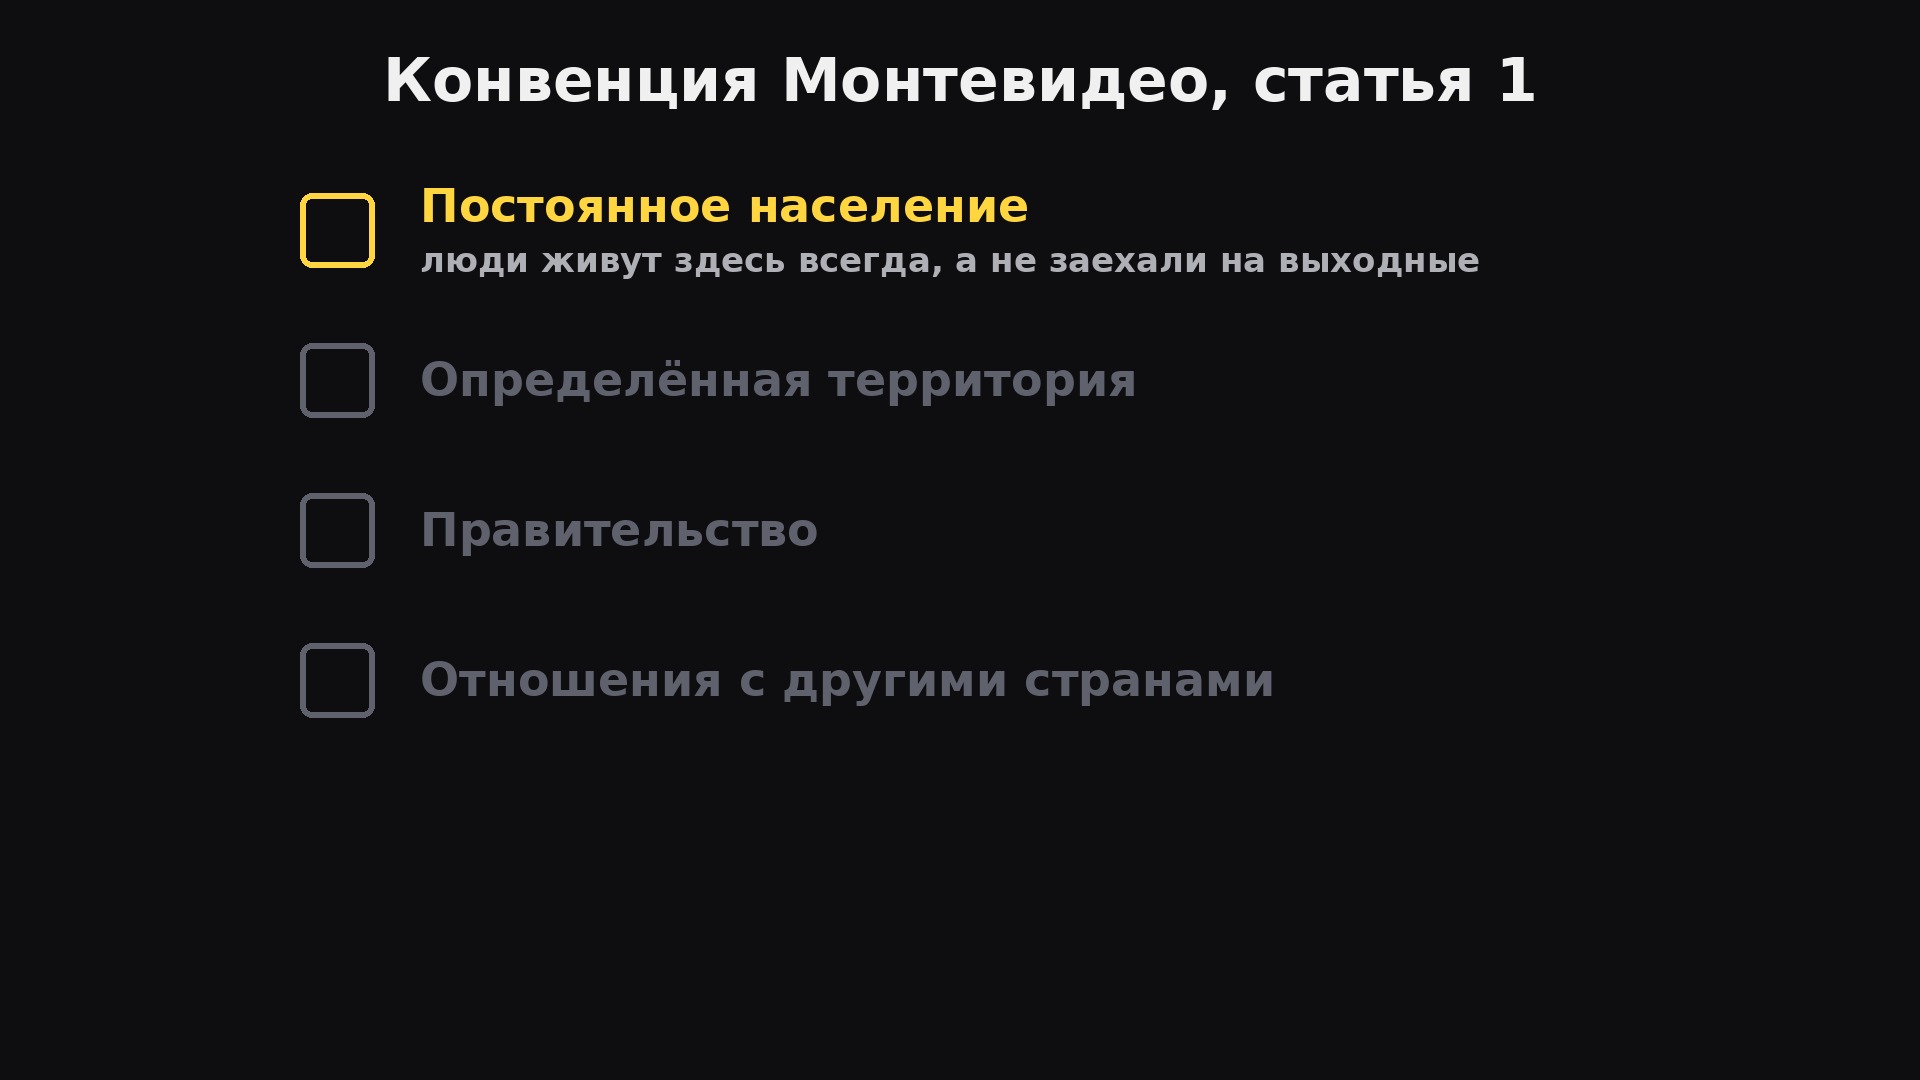 Конвенция Монтевидео, статья 1
Постоянное население
люди живут здесь всегда, а не заехали на выходные
Определённая территория
Правительство
Отношения с другими странами